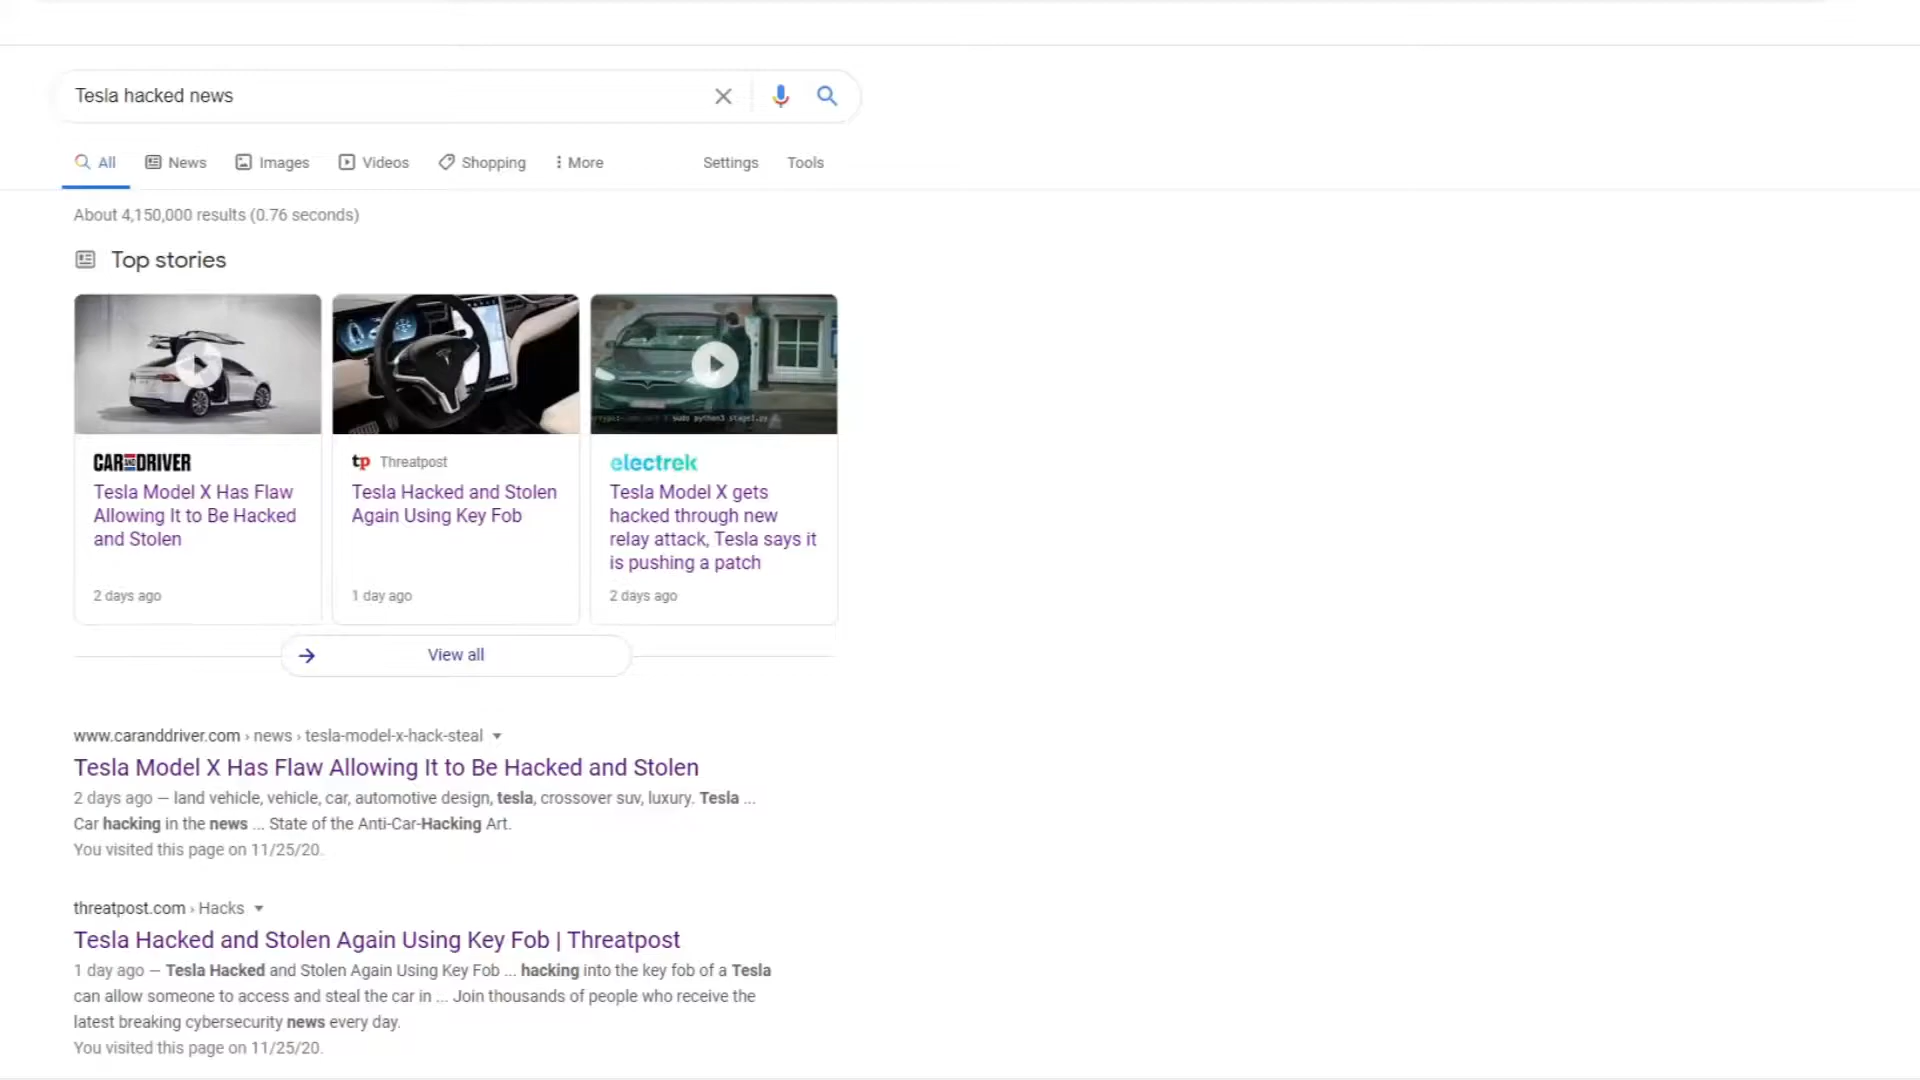 Tesla hacked news
All
News
Images
Videos
Shopping
More
Settings
Tools
About 4,150,000 results (0.76 seconds)
Top stories
sudo python3 stage1.py
CAR AND DRIVER
Tesla Model X Has Flaw
Allowing It to Be Hacked
and Stolen
2 days ago
tp Threatpost
Tesla Hacked and Stolen
Again Using Key Fob
1 day ago
electrek
Tesla Model X gets
hacked through new
relay attack, Tesla says it
is pushing a patch
2 days ago
View all
www.caranddriver.com › news › tesla-model-x-hack-steal
Tesla Model X Has Flaw Allowing It to Be Hacked and Stolen
2 days ago — land vehicle, vehicle, car, automotive design, tesla, crossover suv, luxury. Tesla ...
Car hacking in the news ... State of the Anti-Car-Hacking Art.
You visited this page on 11/25/20.
threatpost.com › Hacks
Tesla Hacked and Stolen Again Using Key Fob | Threatpost
1 day ago — Tesla Hacked and Stolen Again Using Key Fob ... hacking into the key fob of a Tesla
can allow someone to access and steal the car in ... Join thousands of people who receive the
latest breaking cybersecurity news every day.
You visited this page on 11/25/20.